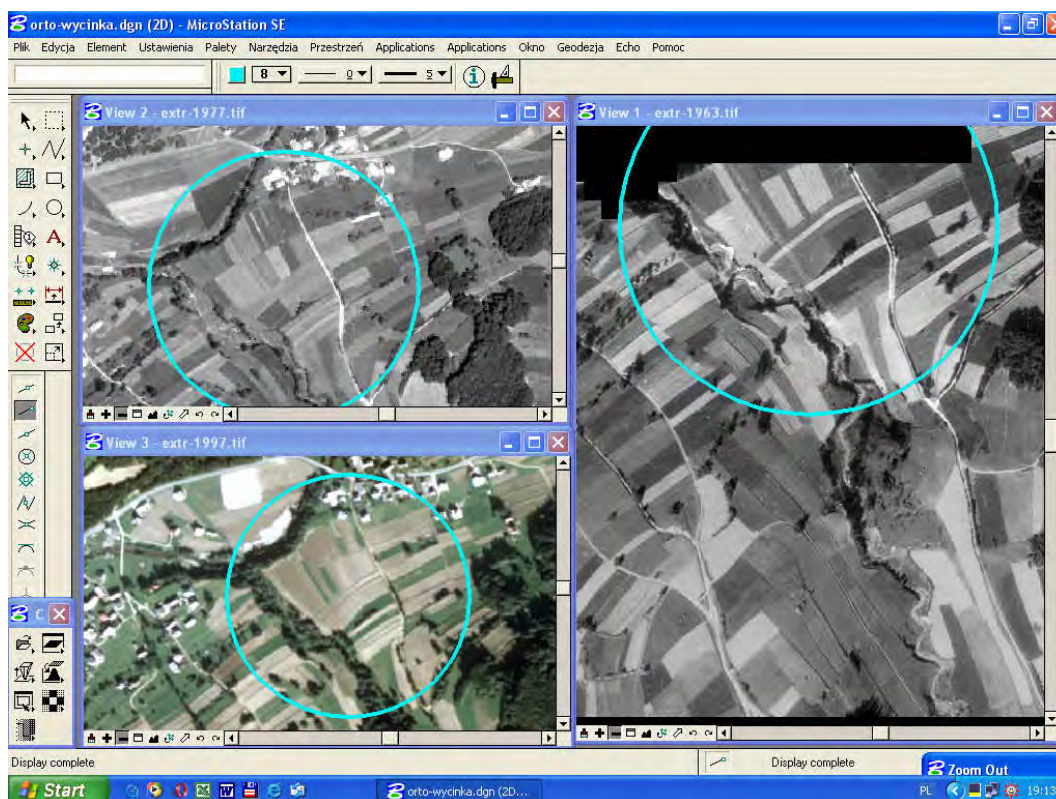 orto-wycinka.dgn (2D) - MicroStation SE
Plik Edycja Element Ustawienia Palety Narzędzia Przestrzeń Applications Applications Okno Geodezja Echo Pomoc
8 0 5
View 2 - extr-1977.tif
View 1 - extr-1963.tif
View 3 - extr-1997.tif
C
Display complete
Display complete
Zoom Out
Start
orto-wycinka.dgn (2D...
PL
19:13